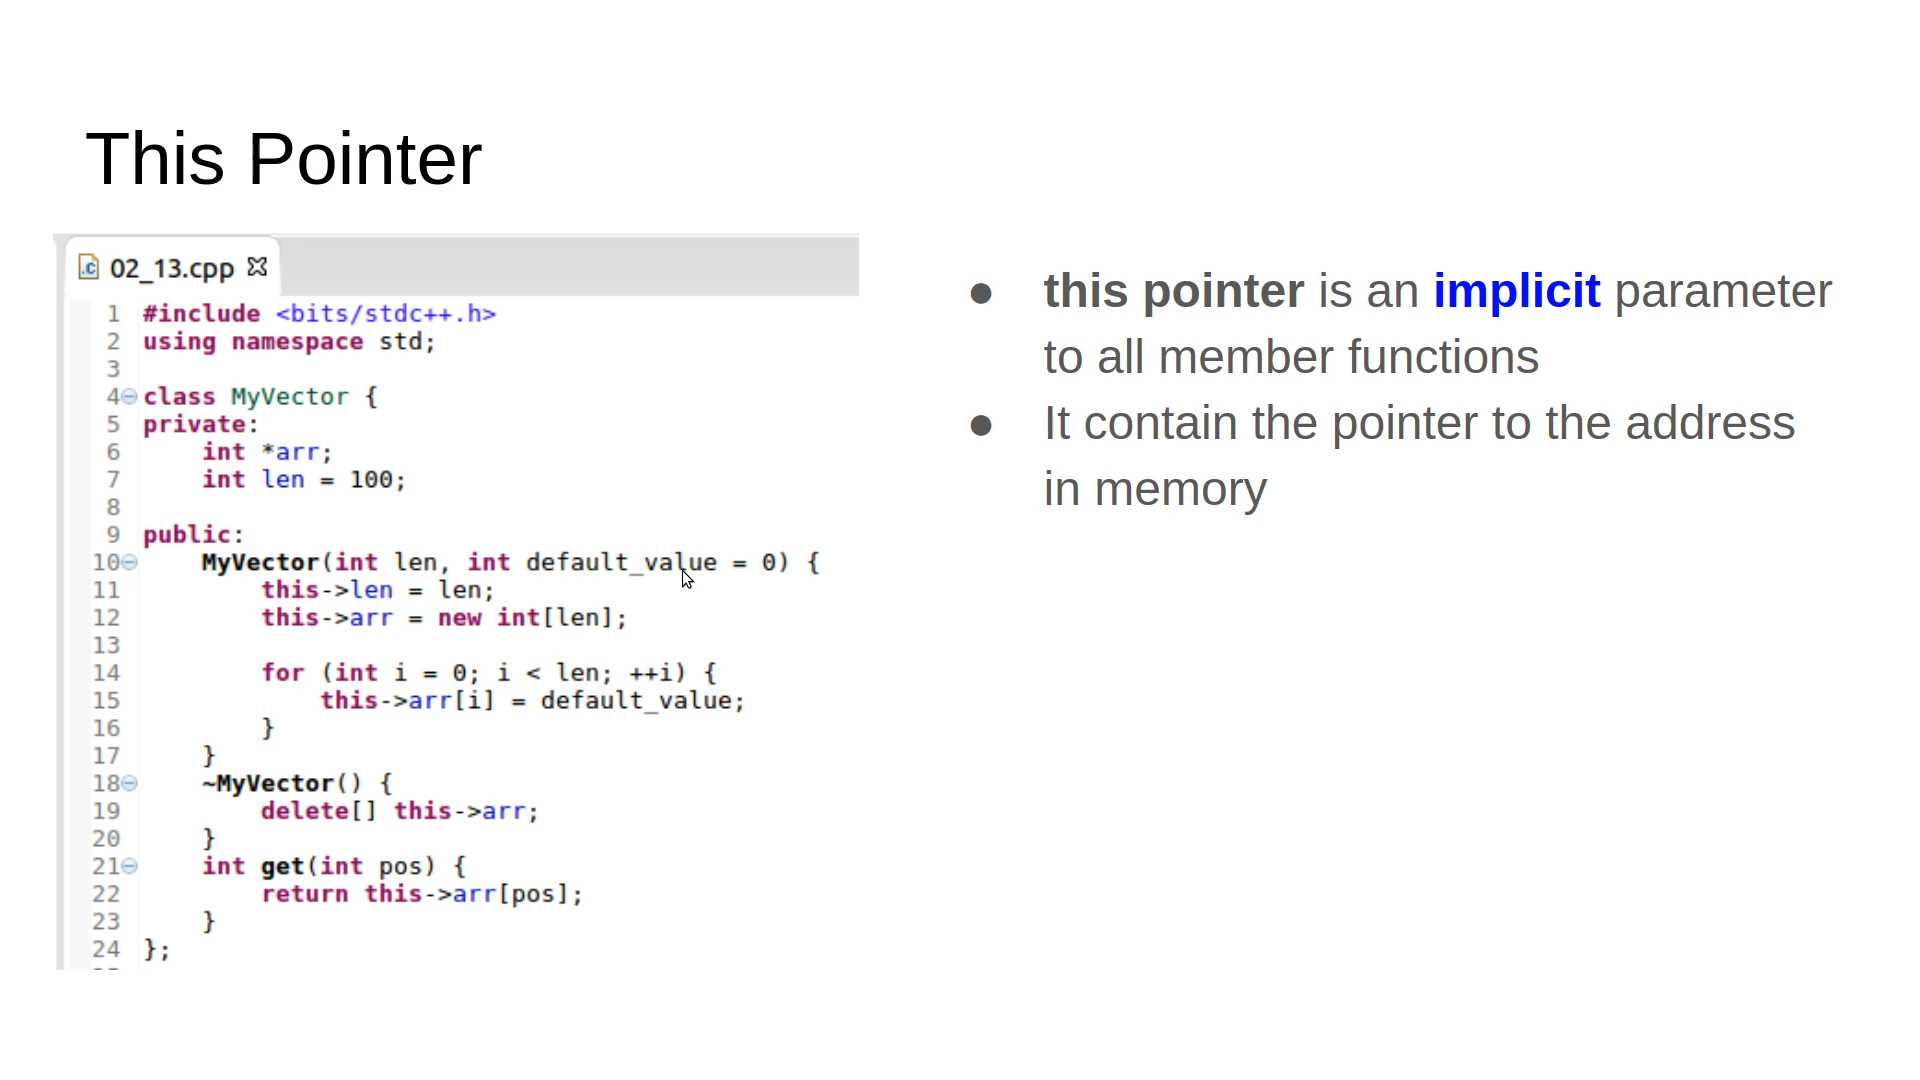 This Pointer
02_13.cpp
1 #include <bits/stdc++.h>
2 using namespace std;
3
4 class MyVector {
5 private:
6     int *arr;
7     int len = 100;
8
9 public:
10     MyVector(int len, int default_value = 0) {
11         this->len = len;
12         this->arr = new int[len];
13
14         for (int i = 0; i < len; ++i) {
15             this->arr[i] = default_value;
16         }
17     }
18     ~MyVector() {
19         delete[] this->arr;
20     }
21     int get(int pos) {
22         return this->arr[pos];
23     }
24 };
● this pointer is an implicit parameter
to all member functions
● It contain the pointer to the address
in memory